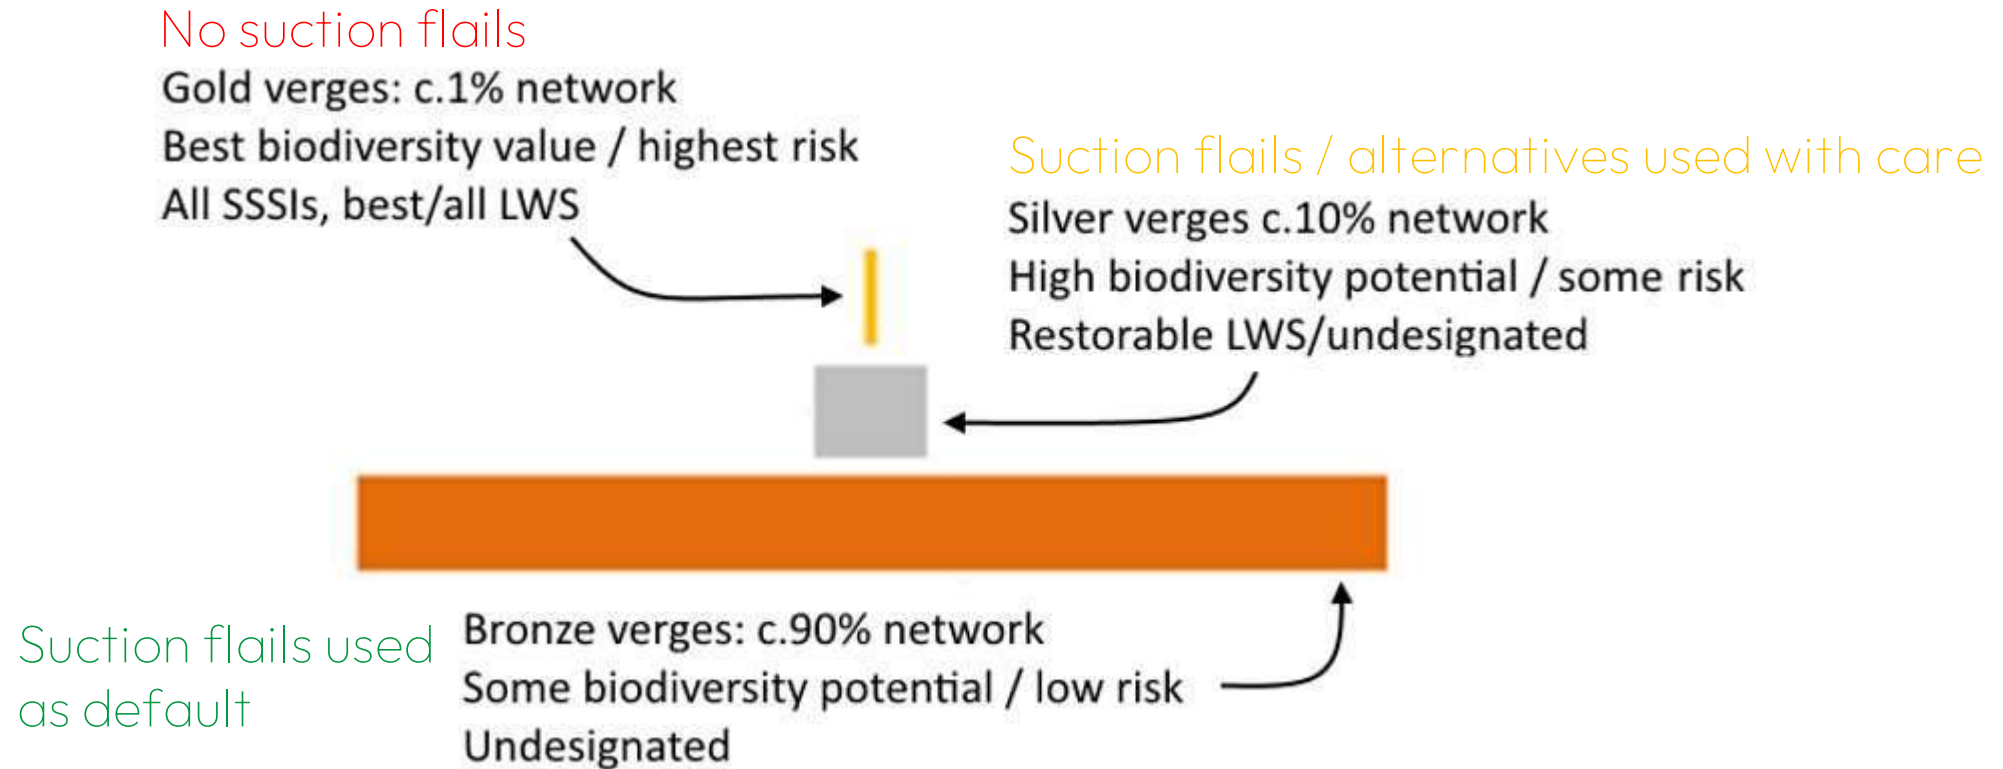 No suction flails
Gold verges: c.1% network
Best biodiversity value / highest risk
All SSSIs, best/all LWS
Suction flails / alternatives used with care
Silver verges c.10% network
High biodiversity potential / some risk
Restorable LWS/undesignated
Suction flails used
as default
Bronze verges: c.90% network
Some biodiversity potential / low risk
Undesignated